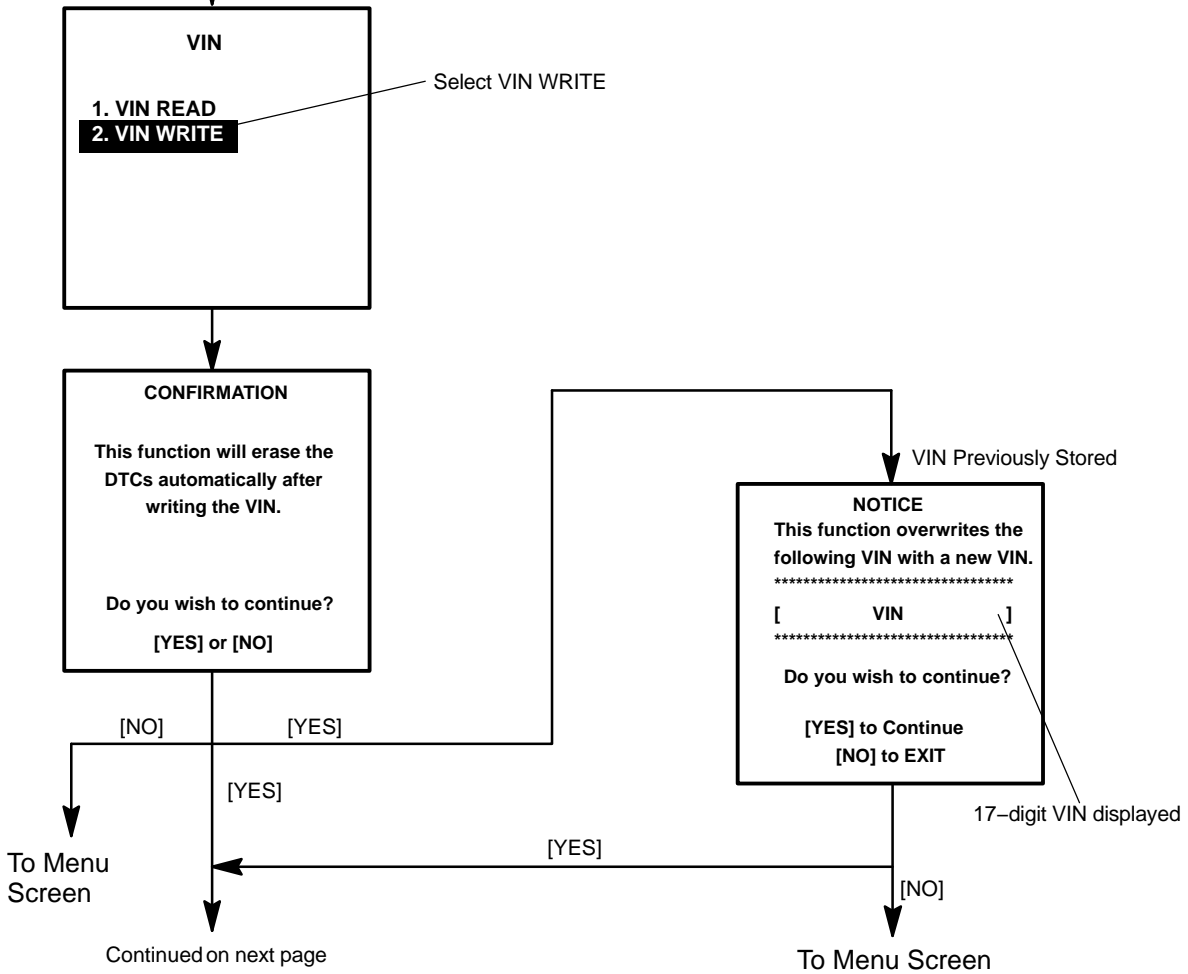 VIN
Select VIN WRITE
1. VIN READ
2. VIN WRITE
CONFIRMATION
This function will erase the
DTCs automatically after
writing the VIN.
Do you wish to continue?
[YES] or [NO]
VIN Previously Stored
NOTICE
This function overwrites the
following VIN with a new VIN.
*********************************
[ VIN ]
*********************************
Do you wish to continue?
[YES] to Continue
[NO] to EXIT
17–digit VIN displayed
[NO]
[YES]
[YES]
[YES]
[NO]
To Menu
Screen
Continued on next page
To Menu Screen